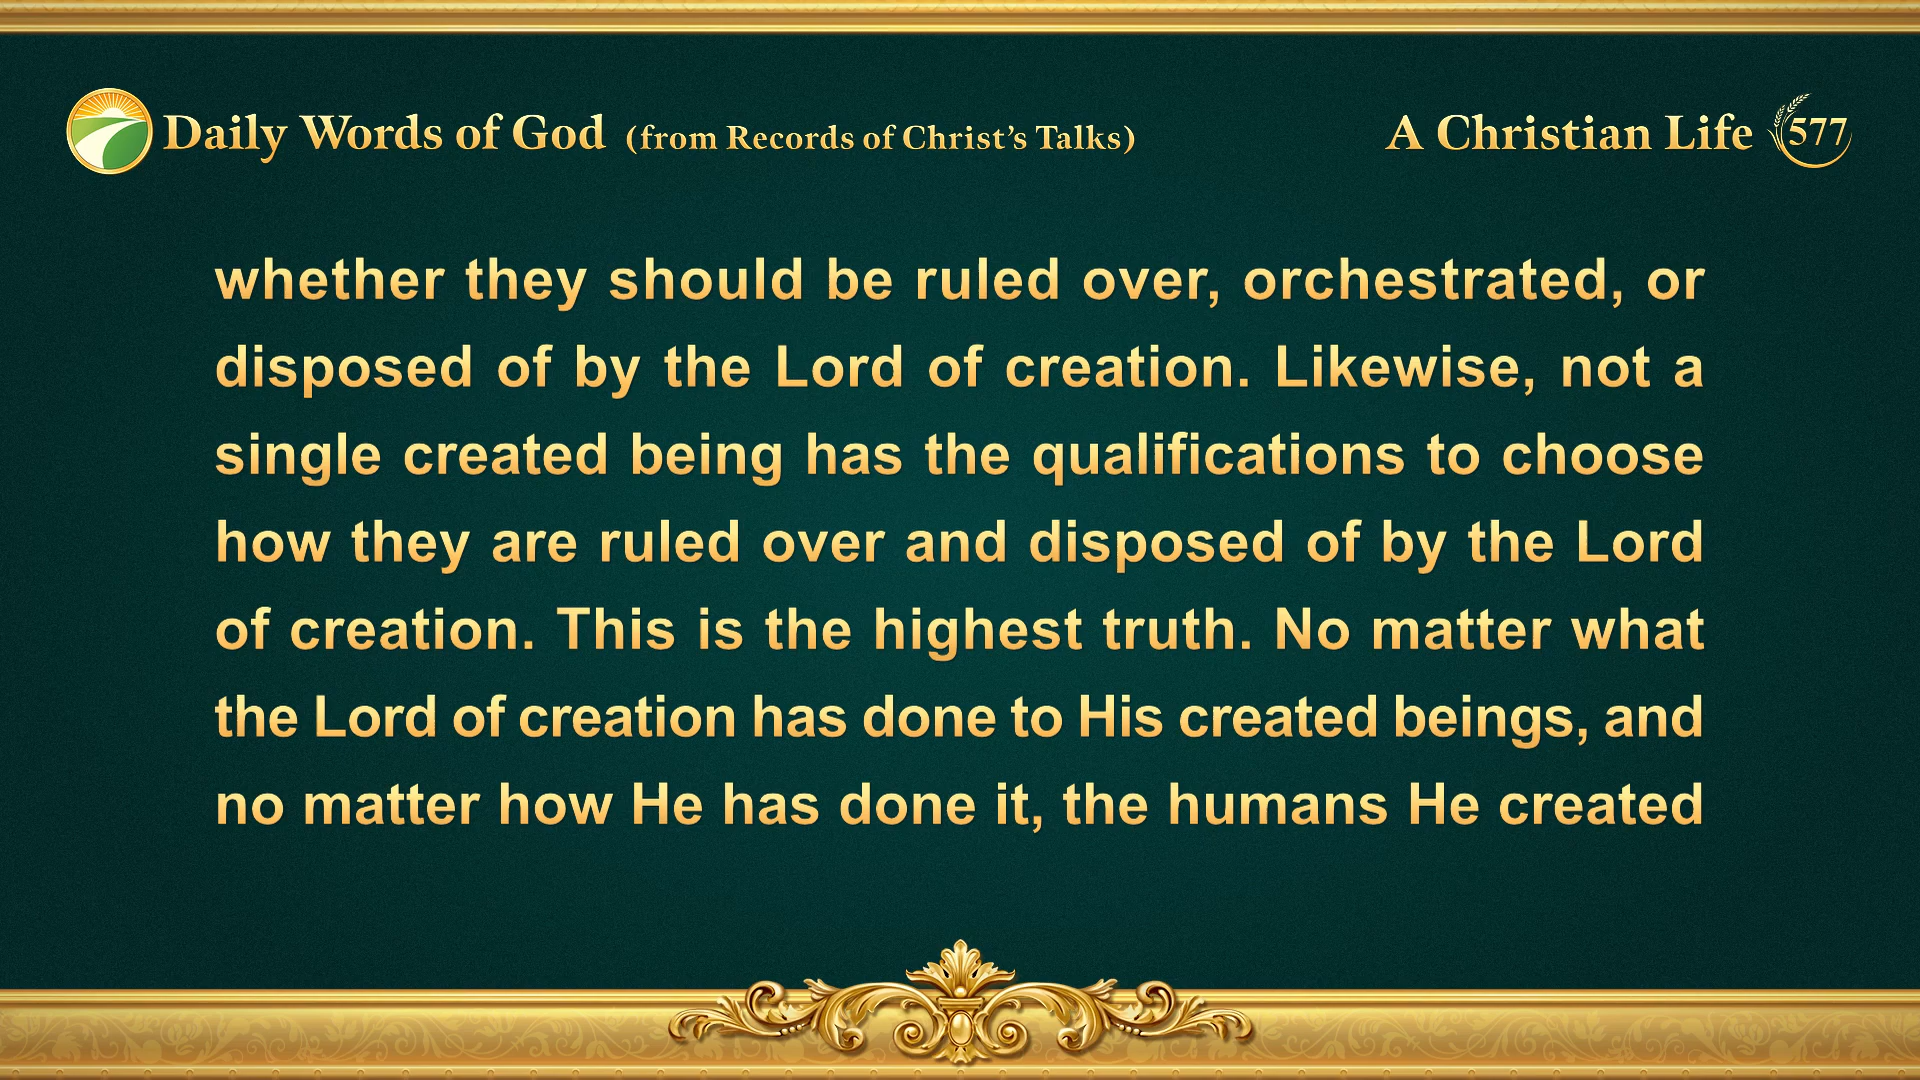 Daily Words of God (from Records of Christ's Talks)
A Christian Life 577
whether they should be ruled over, orchestrated, or
disposed of by the Lord of creation. Likewise, not a
single created being has the qualifications to choose
how they are ruled over and disposed of by the Lord
of creation. This is the highest truth. No matter what
the Lord of creation has done to His created beings, and
no matter how He has done it, the humans He created